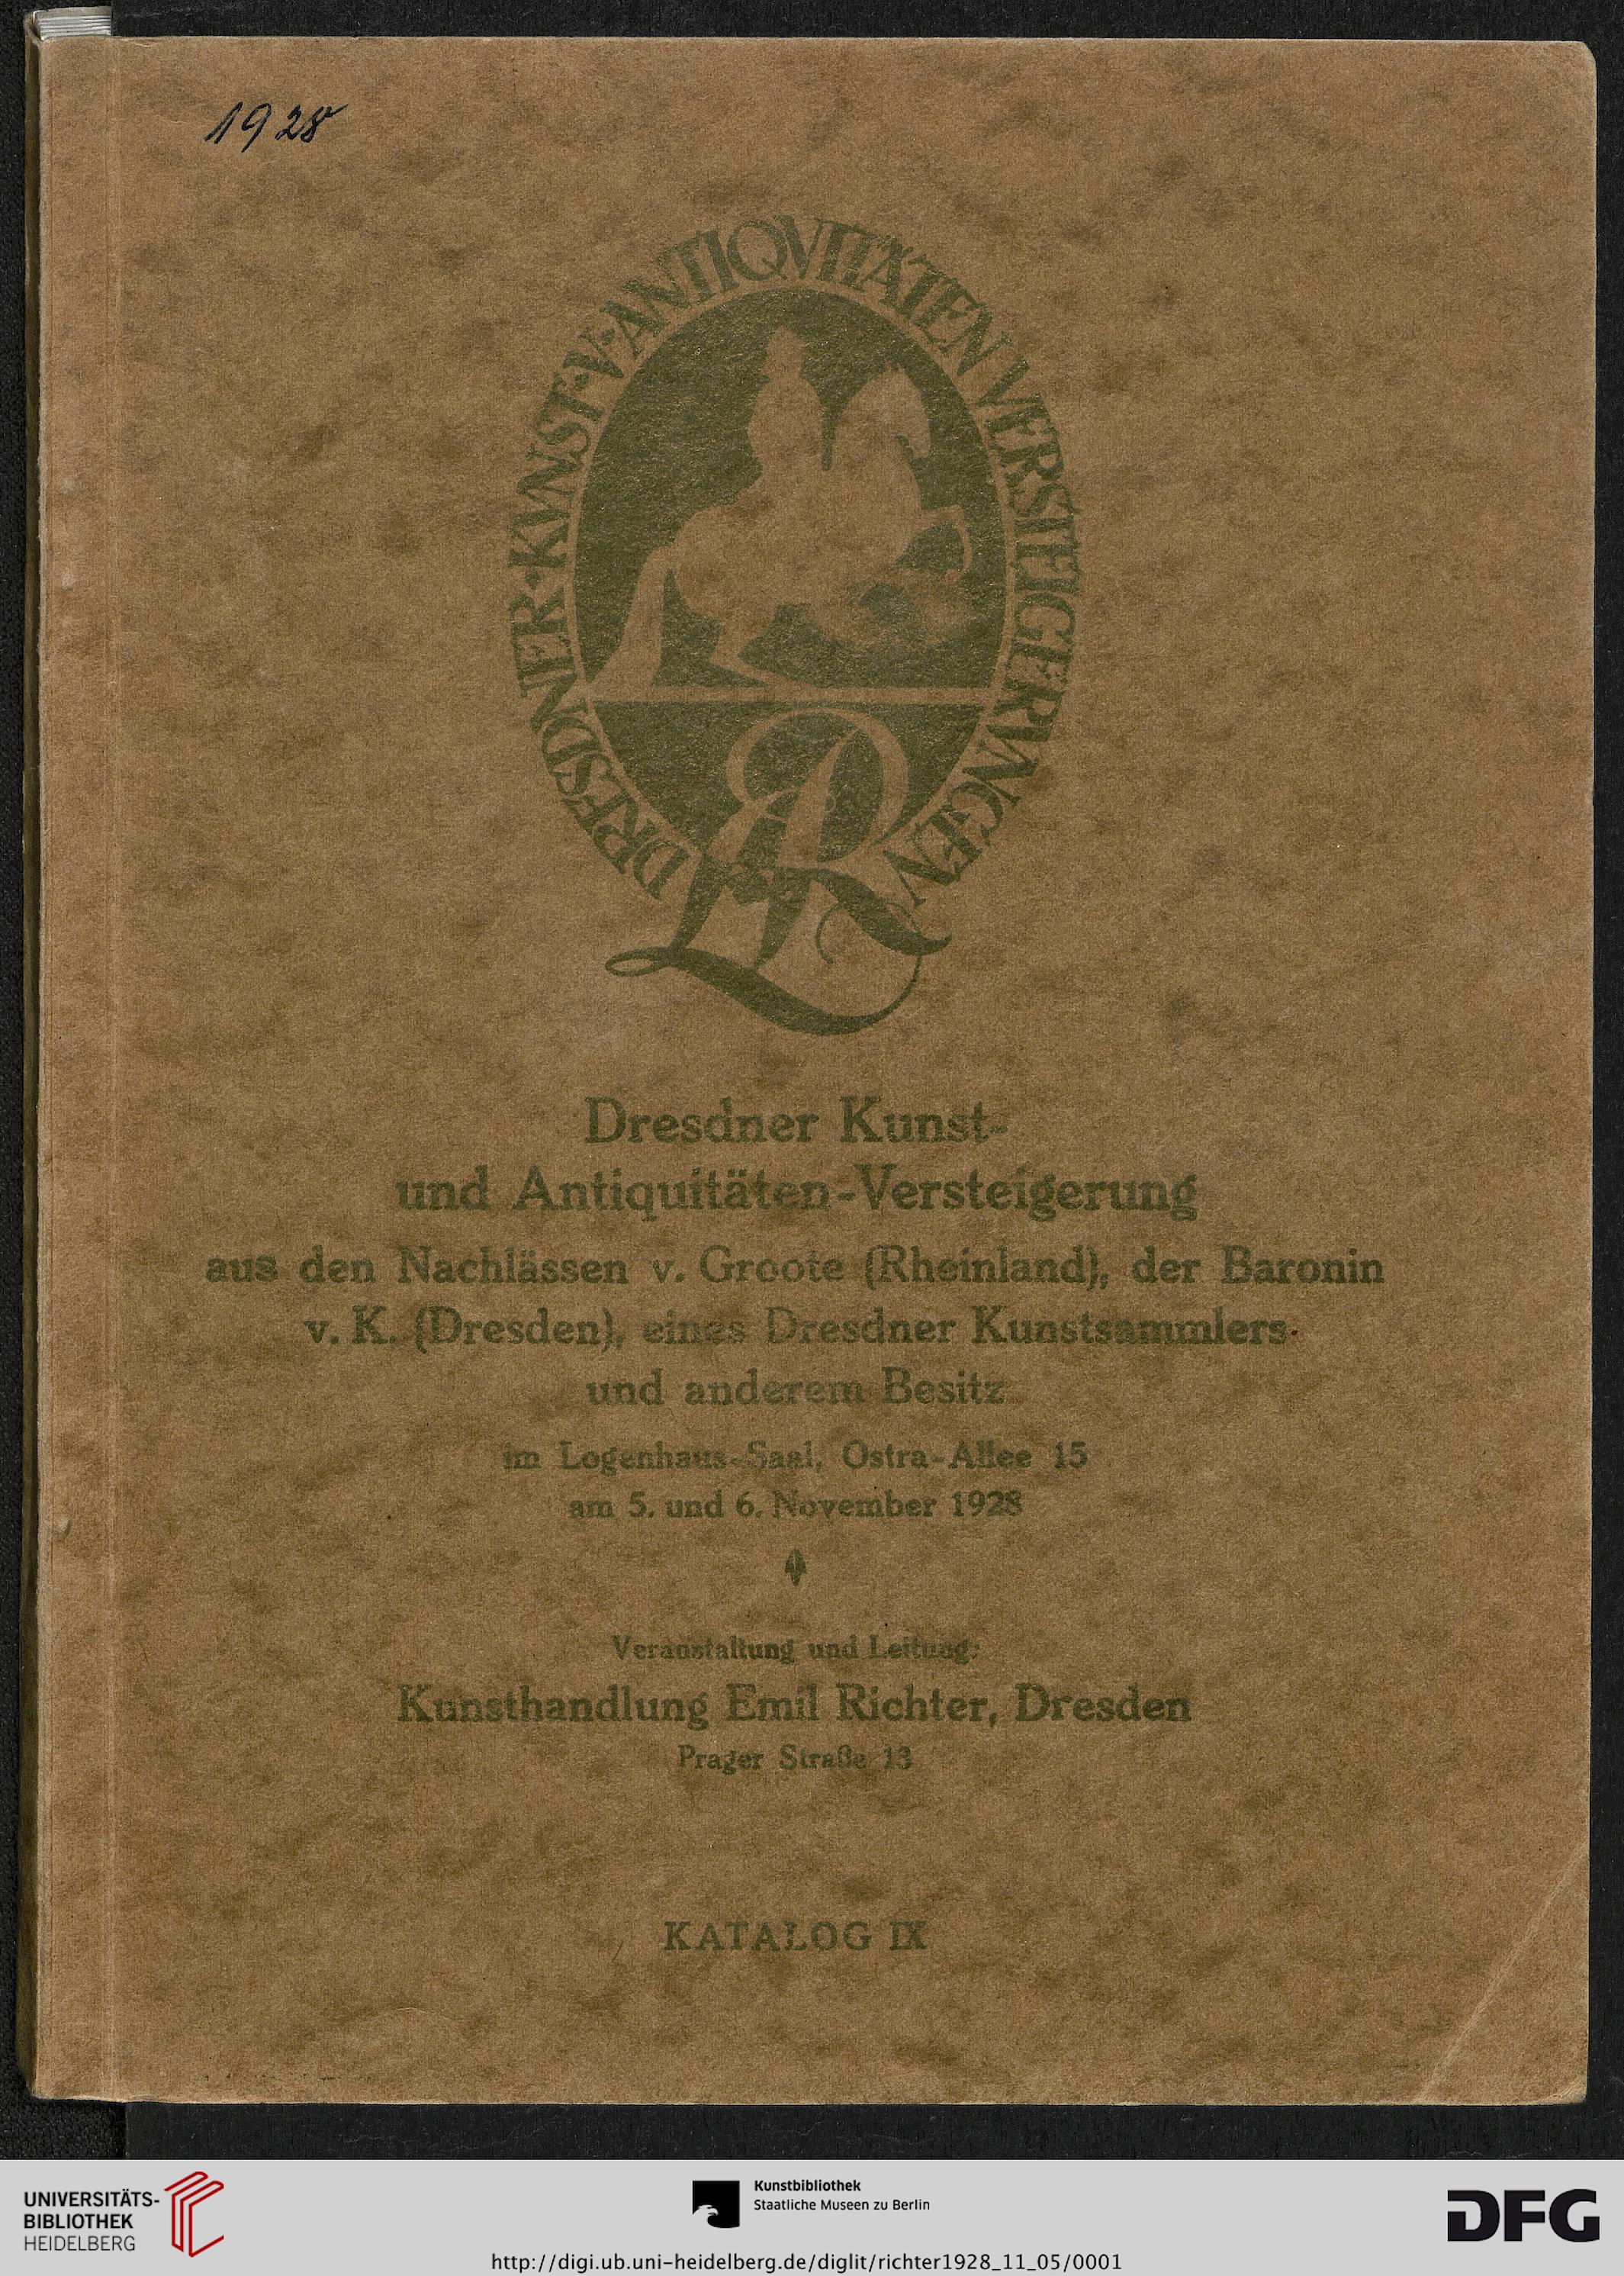 1928
DRESDNER·KVNST·V·ANTIQVITÄTEN VERSTEIGERVNGEN
Dresdner Kunst-
und Antiquitäten-Versteigerung
aus den Nachlässen v. Groote (Rheinland), der Baronin
v. K. (Dresden), eines Dresdner Kunstsammlers
und anderem Besitz
im Logenhaus-Saal, Ostra-Allee 15
am 5. und 6. November 1928
Veranstaltung und Leitung:
Kunsthandlung Emil Richter, Dresden
Prager Straße 13
KATALOG IX
UNIVERSITÄTS-
BIBLIOTHEK
HEIDELBERG
Kunstbibliothek
Staatliche Museen zu Berlin
http://digi.ub.uni-heidelberg.de/diglit/richter1928_11_05/0001
DFG